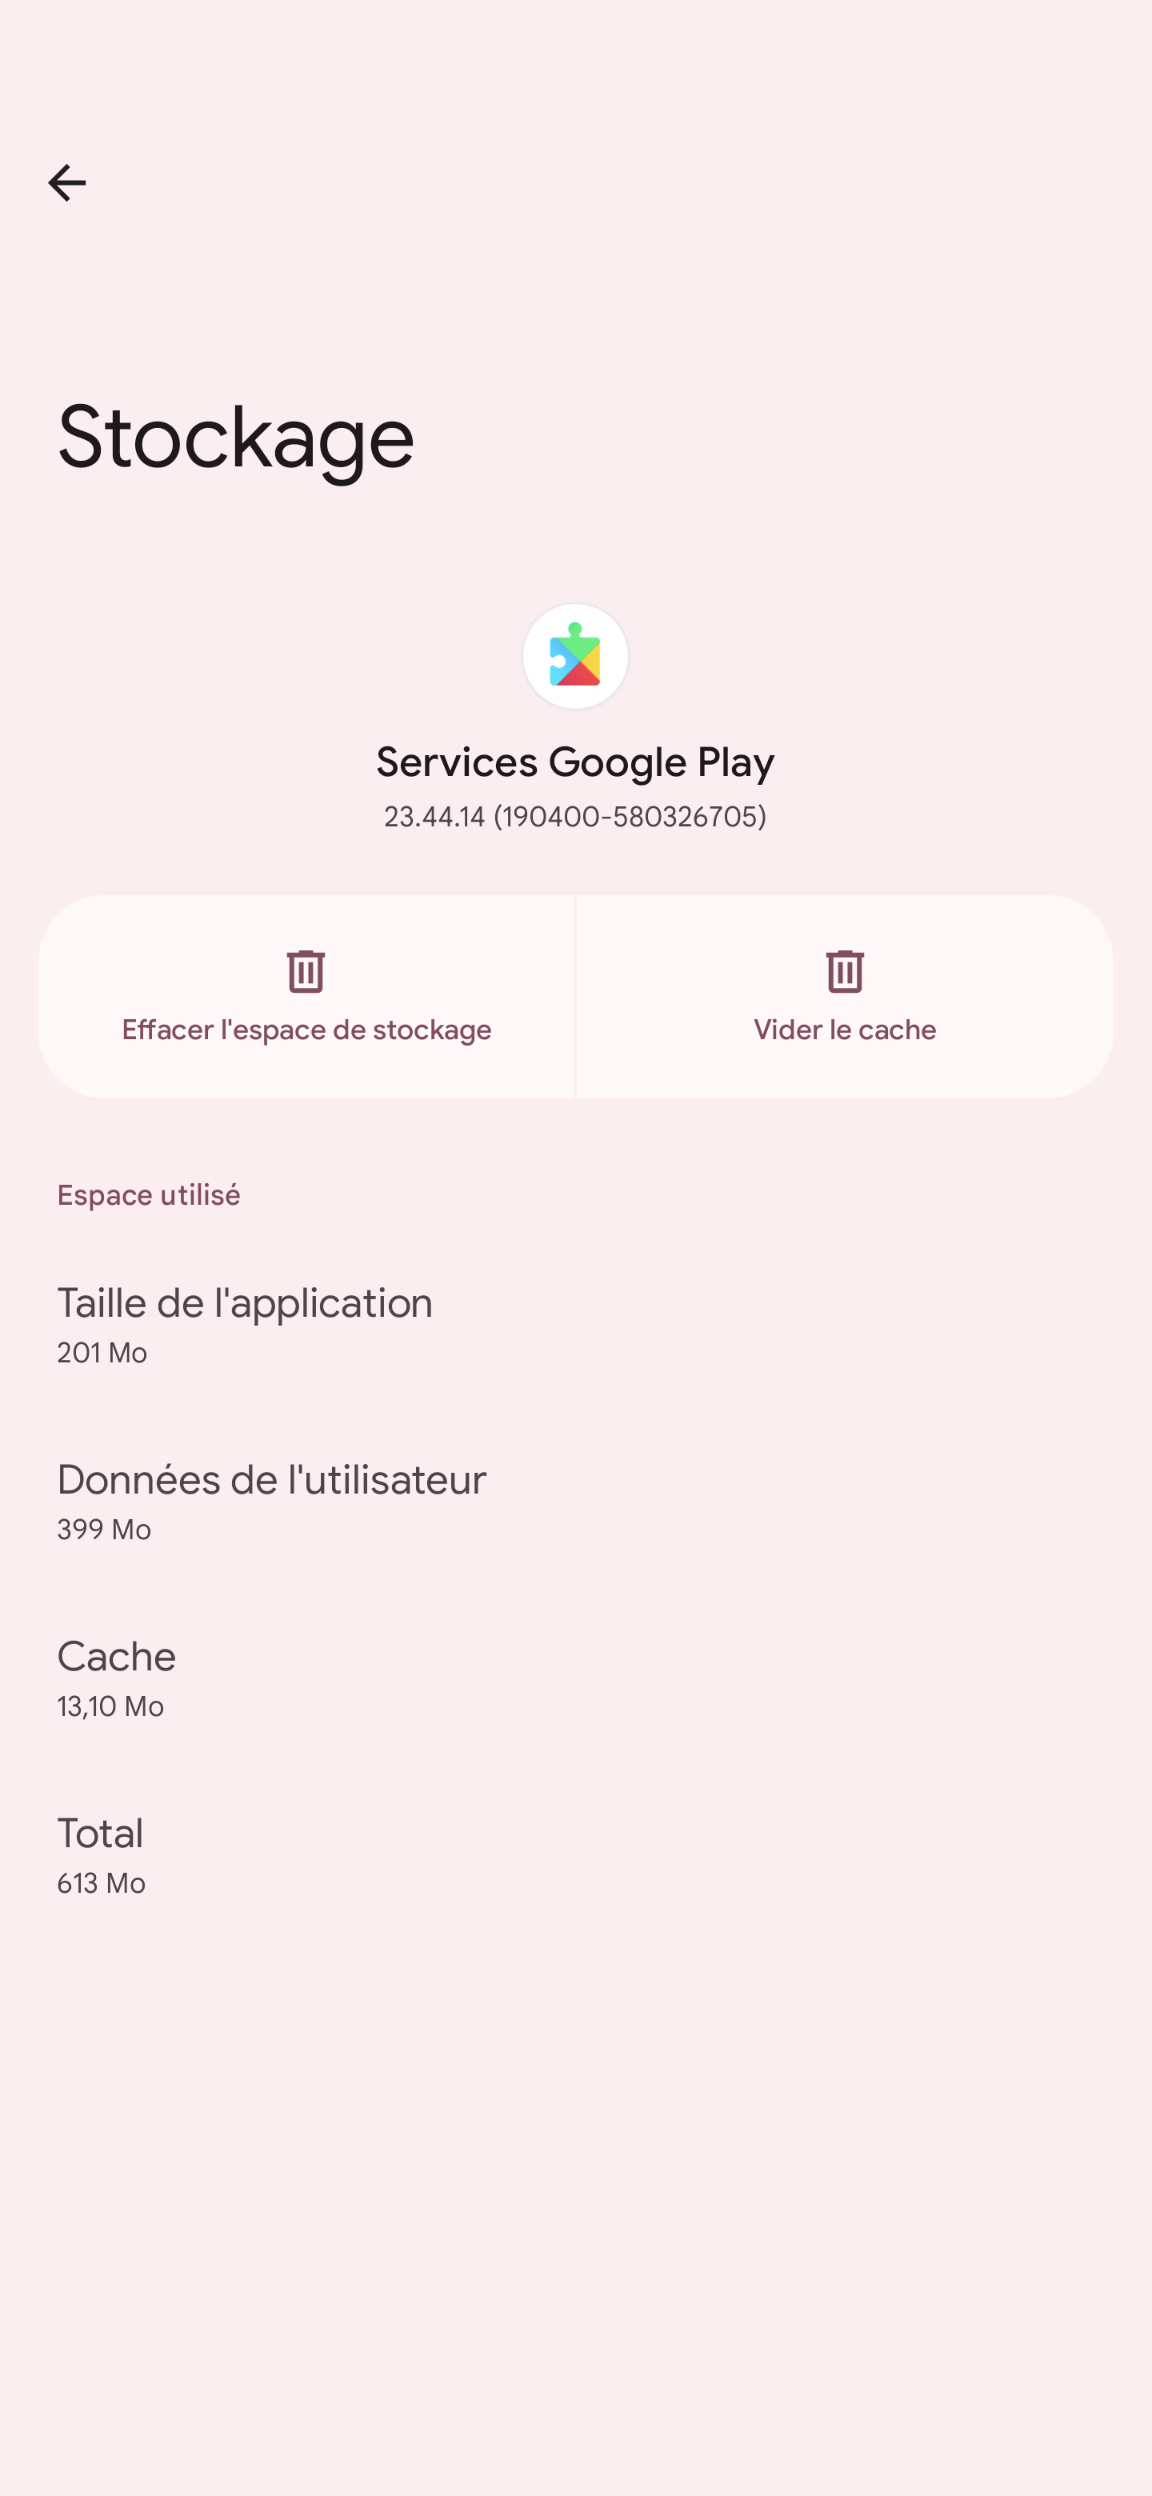 Stockage
Services Google Play
23.44.14 (190400-580326705)
Effacer l'espace de stockage
Vider le cache
Espace utilisé
Taille de l'application
201 Mo
Données de l'utilisateur
399 Mo
Cache
13,10 Mo
Total
613 Mo